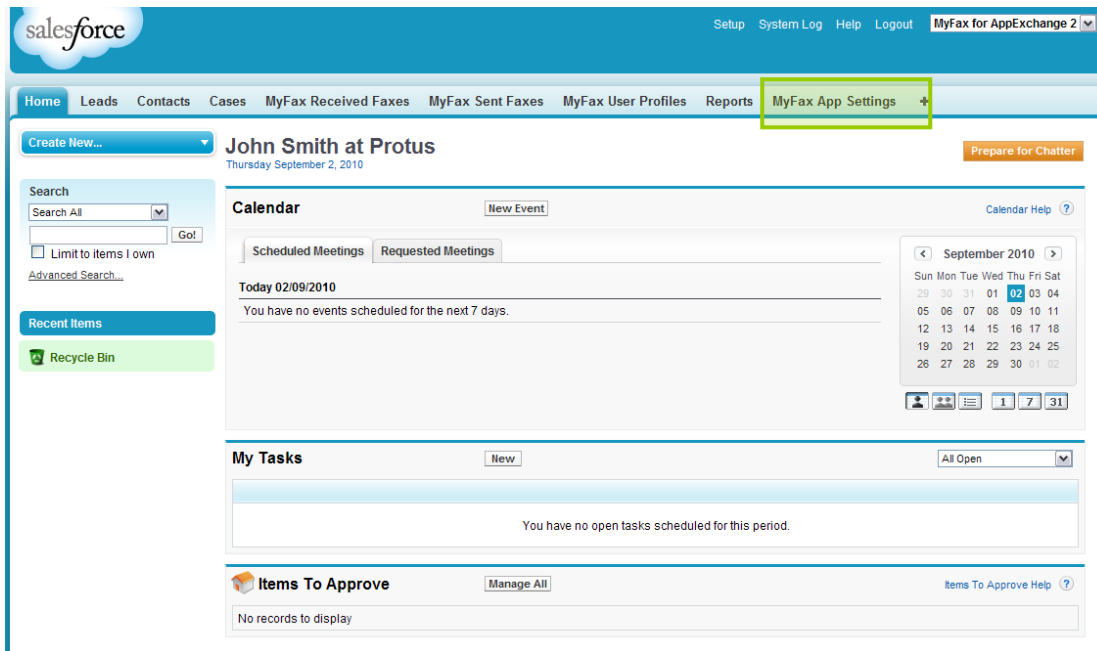 salesforce
Setup System Log Help Logout MyFax for AppExchange 2
Home Leads Contacts Cases MyFax Received Faxes MyFax Sent Faxes MyFax User Profiles Reports MyFax App Settings +
Create New...
John Smith at Protus
Thursday September 2, 2010
Prepare for Chatter
Search
Search All
Go!
Limit to items I own
Advanced Search...
Recent Items
Recycle Bin
Calendar New Event Calendar Help ?
Scheduled Meetings Requested Meetings
Today 02/09/2010
You have no events scheduled for the next 7 days.
< September 2010 >
Sun Mon Tue Wed Thu Fri Sat
29 30 31 01 02 03 04
05 06 07 08 09 10 11
12 13 14 15 16 17 18
19 20 21 22 23 24 25
26 27 28 29 30 01 02
1 7 31
My Tasks New All Open
You have no open tasks scheduled for this period.
Items To Approve Manage All Items To Approve Help ?
No records to display